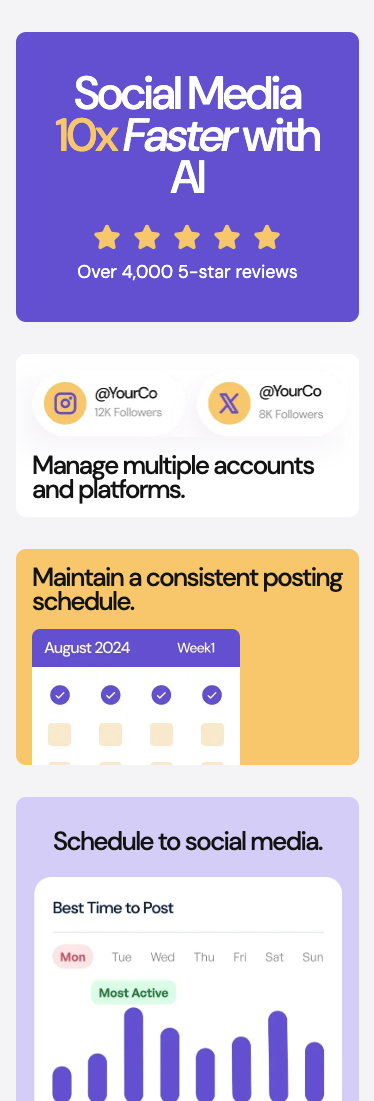 Social Media
10x Faster with
AI
Over 4,000 5-star reviews
@YourCo
12K Followers
@YourCo
8K Followers
Manage multiple accounts
and platforms.
Maintain a consistent posting
schedule.
August 2024 Week1
Schedule to social media.
Best Time to Post
Mon Tue Wed Thu Fri Sat Sun
Most Active